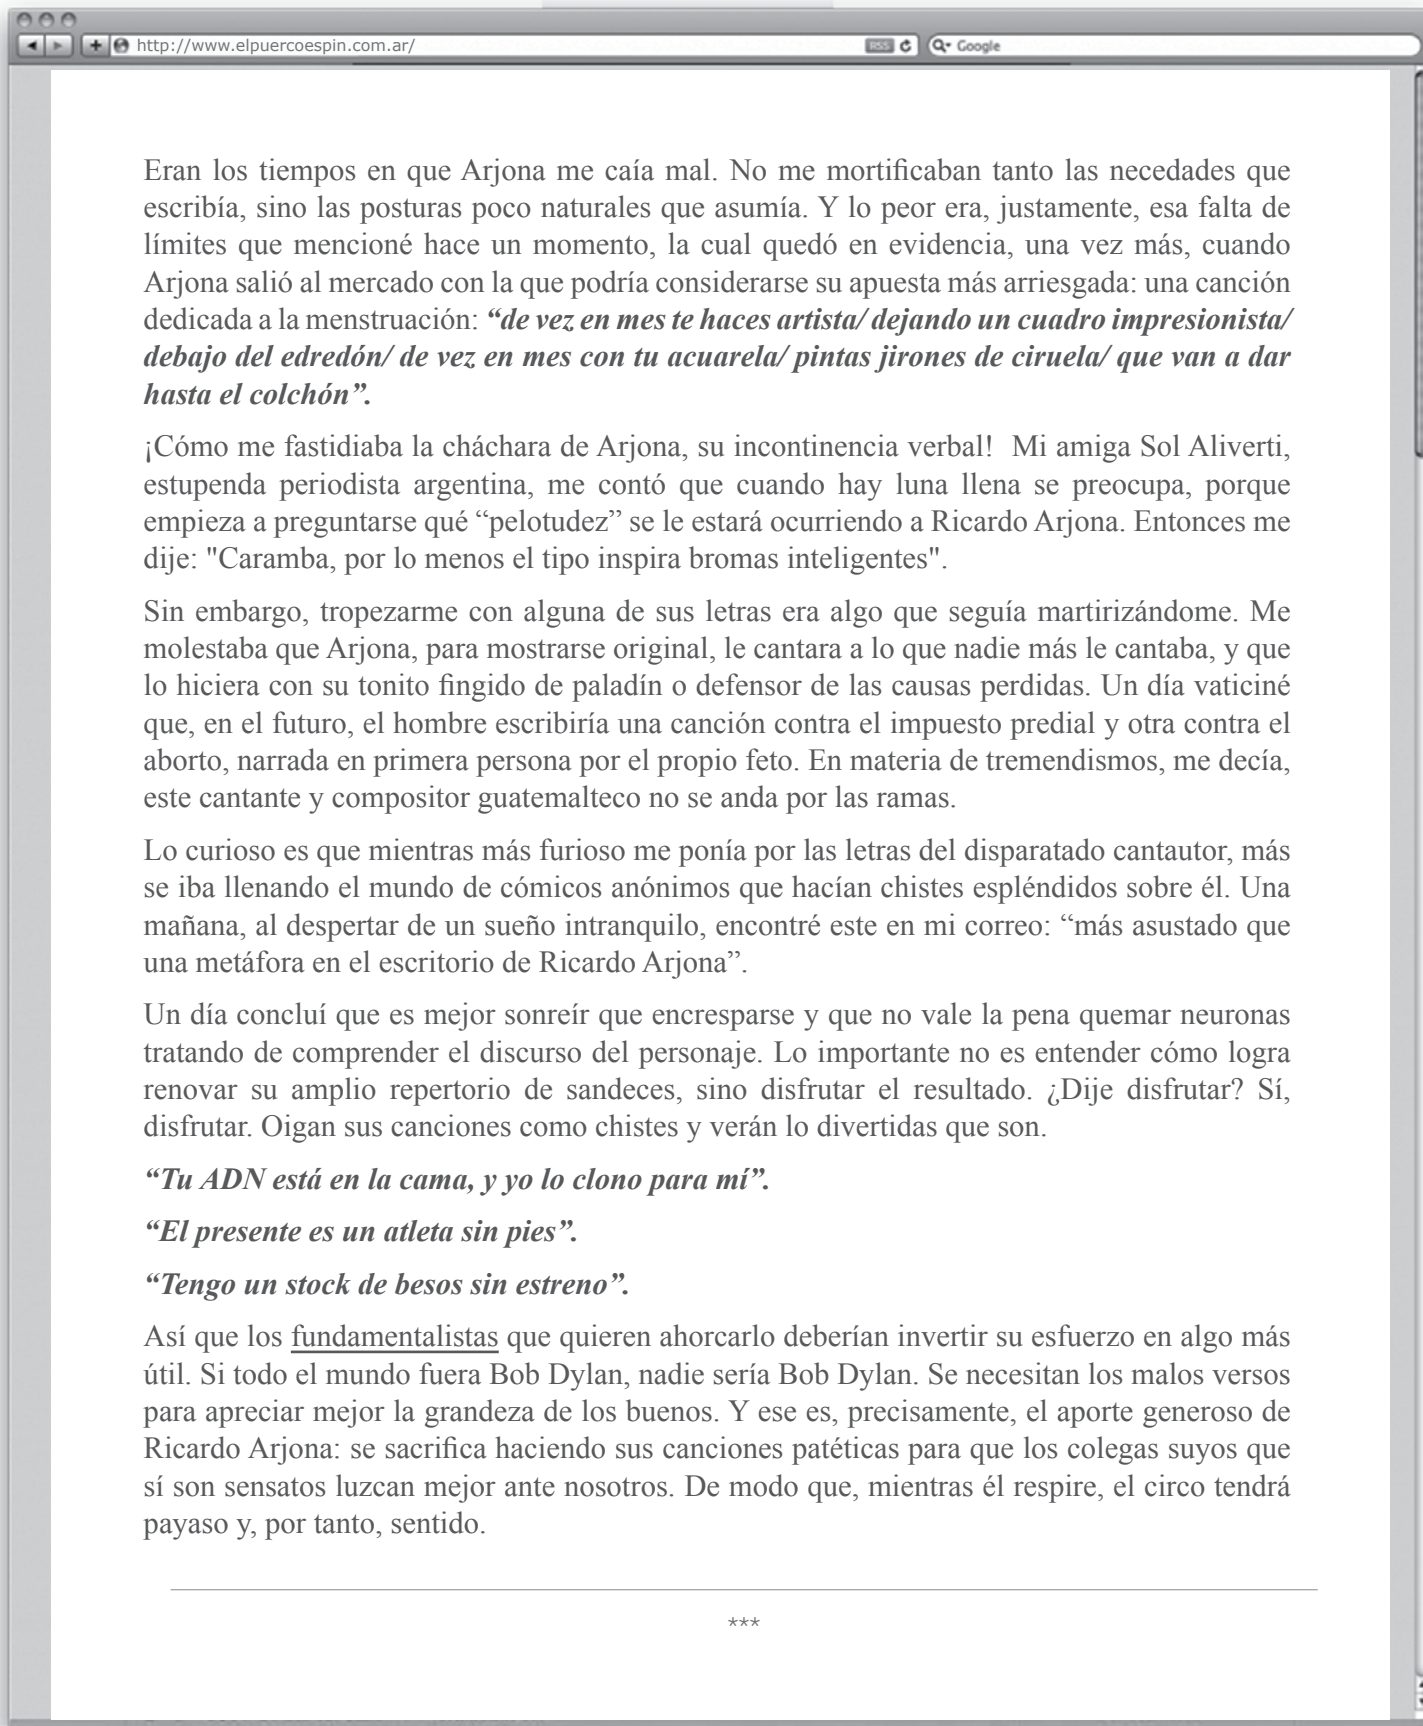 http://www.elpuercoespin.com.ar/
RSS
Google
Eran los tiempos en que Arjona me caía mal. No me mortificaban tanto las necedades que
escribía, sino las posturas poco naturales que asumía. Y lo peor era, justamente, esa falta de
límites que mencioné hace un momento, la cual quedó en evidencia, una vez más, cuando
Arjona salió al mercado con la que podría considerarse su apuesta más arriesgada: una canción
dedicada a la menstruación: “de vez en mes te haces artista/ dejando un cuadro impresionista/
debajo del edredón/ de vez en mes con tu acuarela/ pintas jirones de ciruela/ que van a dar
hasta el colchón”.
¡Cómo me fastidiaba la cháchara de Arjona, su incontinencia verbal! Mi amiga Sol Aliverti,
estupenda periodista argentina, me contó que cuando hay luna llena se preocupa, porque
empieza a preguntarse qué “pelotudez” se le estará ocurriendo a Ricardo Arjona. Entonces me
dije: "Caramba, por lo menos el tipo inspira bromas inteligentes".
Sin embargo, tropezarme con alguna de sus letras era algo que seguía martirizándome. Me
molestaba que Arjona, para mostrarse original, le cantara a lo que nadie más le cantaba, y que
lo hiciera con su tonito fingido de paladín o defensor de las causas perdidas. Un día vaticiné
que, en el futuro, el hombre escribiría una canción contra el impuesto predial y otra contra el
aborto, narrada en primera persona por el propio feto. En materia de tremendismos, me decía,
este cantante y compositor guatemalteco no se anda por las ramas.
Lo curioso es que mientras más furioso me ponía por las letras del disparatado cantautor, más
se iba llenando el mundo de cómicos anónimos que hacían chistes espléndidos sobre él. Una
mañana, al despertar de un sueño intranquilo, encontré este en mi correo: “más asustado que
una metáfora en el escritorio de Ricardo Arjona”.
Un día concluí que es mejor sonreír que encresparse y que no vale la pena quemar neuronas
tratando de comprender el discurso del personaje. Lo importante no es entender cómo logra
renovar su amplio repertorio de sandeces, sino disfrutar el resultado. ¿Dije disfrutar? Sí,
disfrutar. Oigan sus canciones como chistes y verán lo divertidas que son.
“Tu ADN está en la cama, y yo lo clono para mí”.
“El presente es un atleta sin pies”.
“Tengo un stock de besos sin estreno”.
Así que los fundamentalistas que quieren ahorcarlo deberían invertir su esfuerzo en algo más
útil. Si todo el mundo fuera Bob Dylan, nadie sería Bob Dylan. Se necesitan los malos versos
para apreciar mejor la grandeza de los buenos. Y ese es, precisamente, el aporte generoso de
Ricardo Arjona: se sacrifica haciendo sus canciones patéticas para que los colegas suyos que
sí son sensatos luzcan mejor ante nosotros. De modo que, mientras él respire, el circo tendrá
payaso y, por tanto, sentido.
***